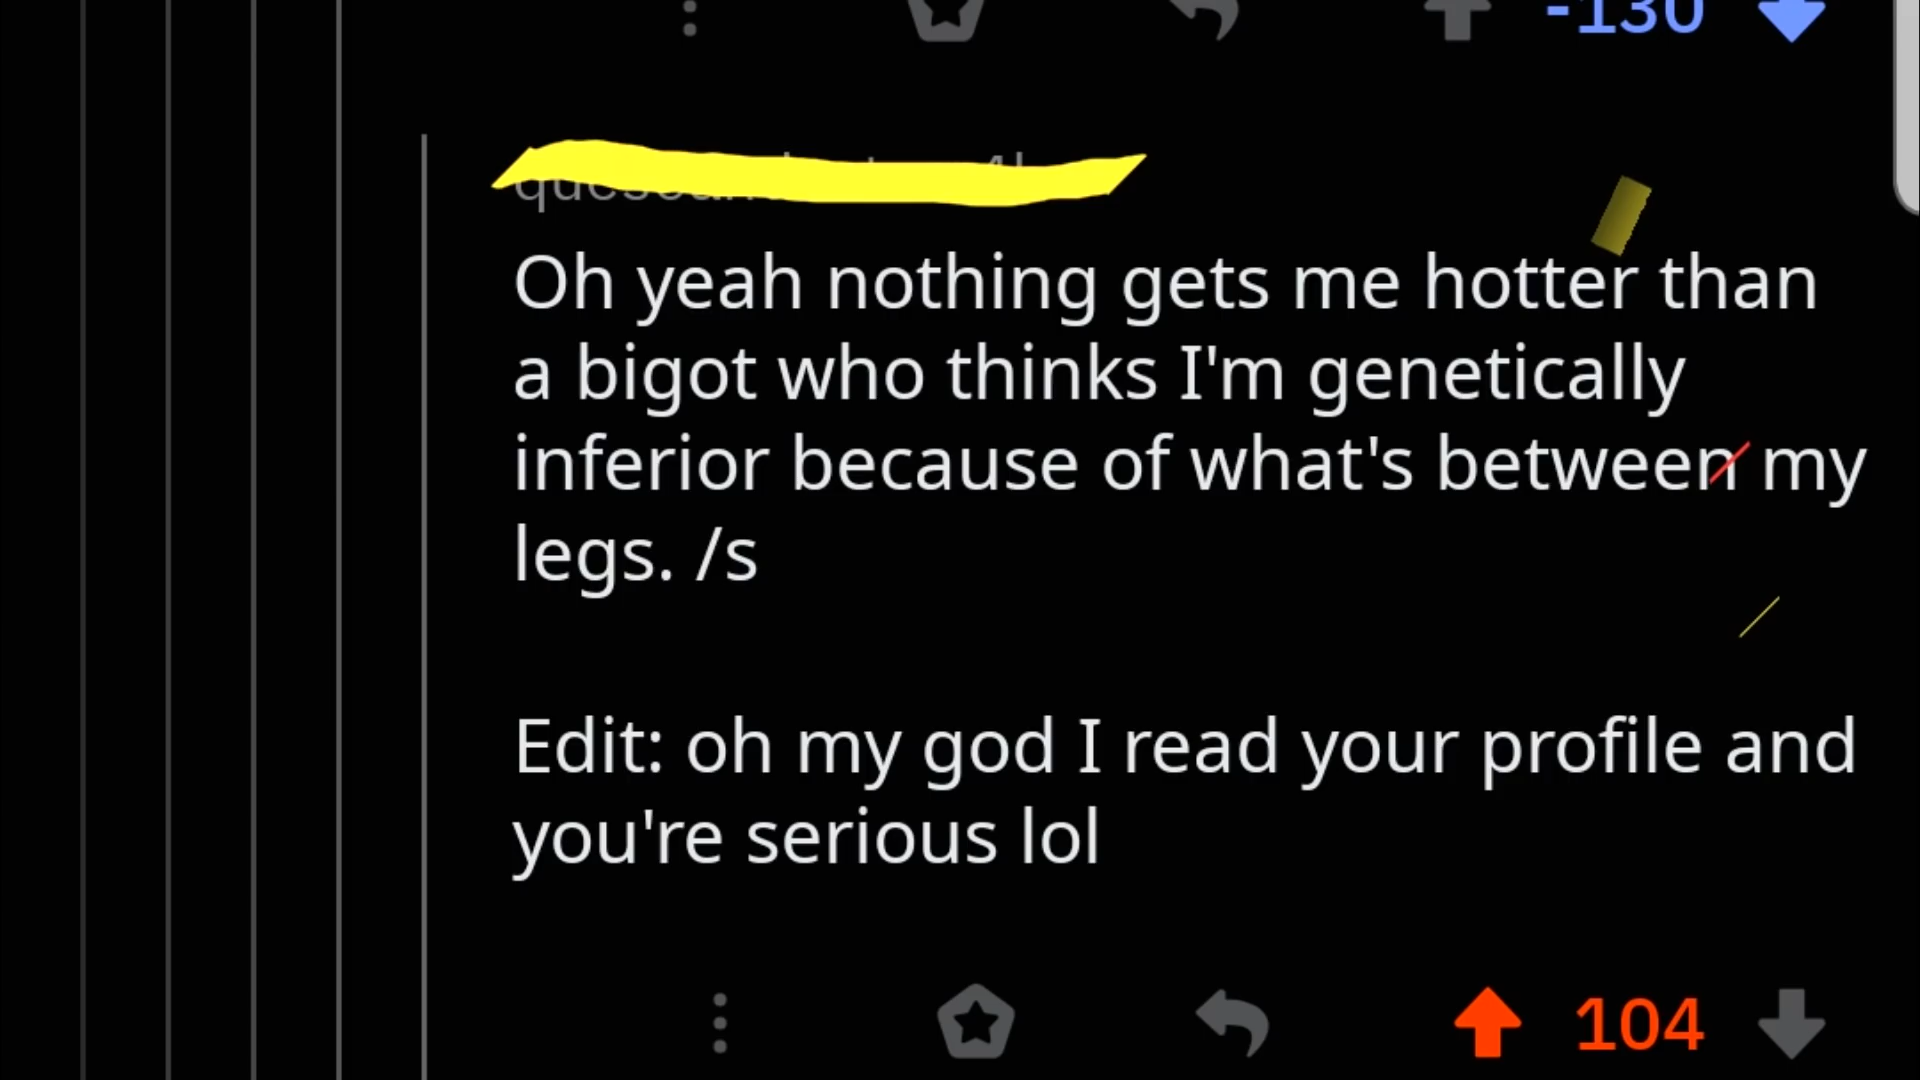 -130
Oh yeah nothing gets me hotter than
a bigot who thinks I'm genetically
inferior because of what's between my
legs. /s
Edit: oh my god I read your profile and
you're serious lol
104